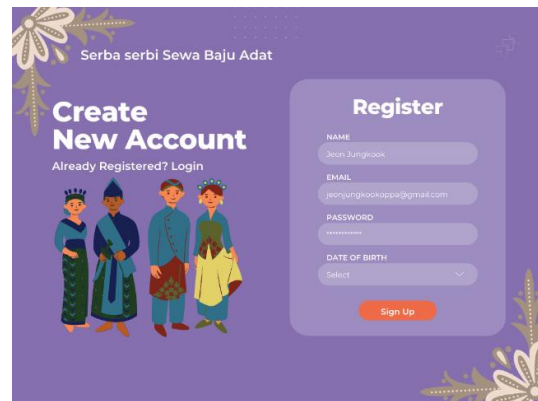 Serba serbi Sewa Baju Adat
Create
New Account
Already Registered? Login
Register
NAME
Jeon Jungkook
EMAIL
jeonjungkookoppa@gmail.com
PASSWORD
************
DATE OF BIRTH
Select
Sign Up